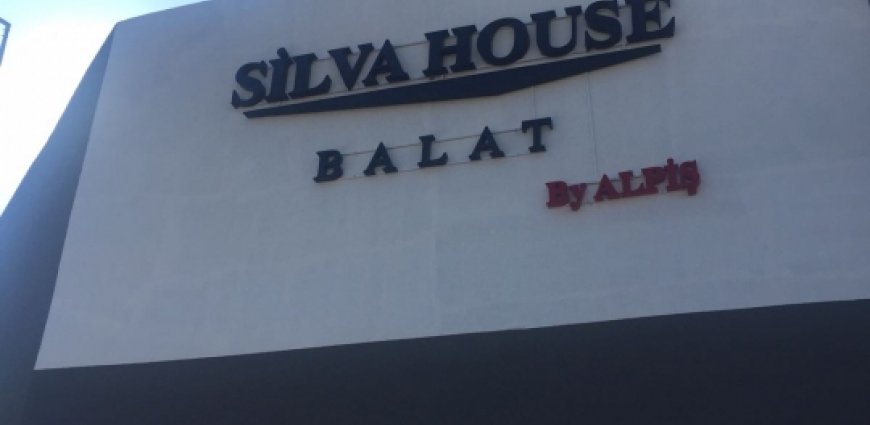 SİLVA HOUSE
BALAT
By ALPİŞ